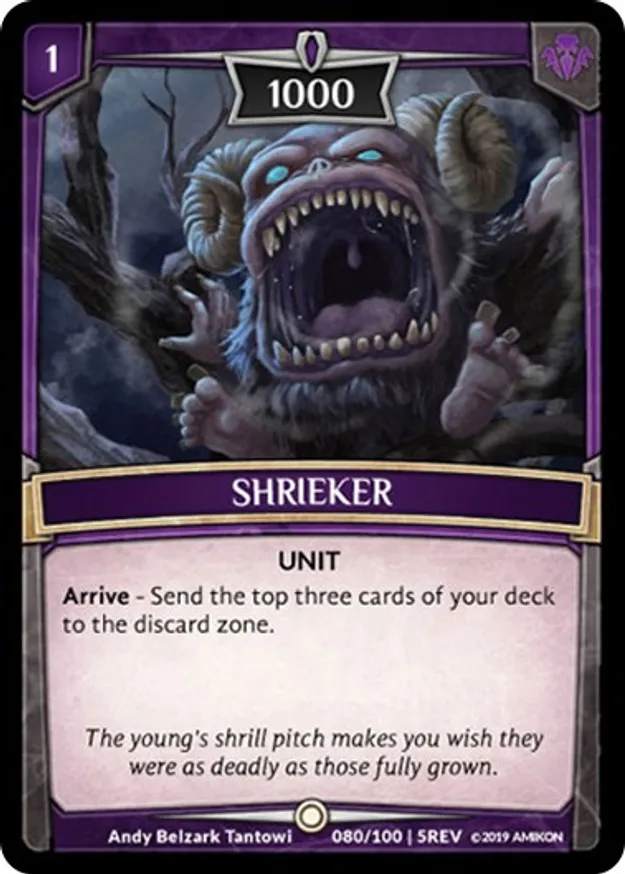 1
1000
SHRIEKER
UNIT
Arrive - Send the top three cards of your deck
to the discard zone.
The young's shrill pitch makes you wish they
were as deadly as those fully grown.
Andy Belzark Tantowi 080/100 | 5REV ©2019 AMIKON